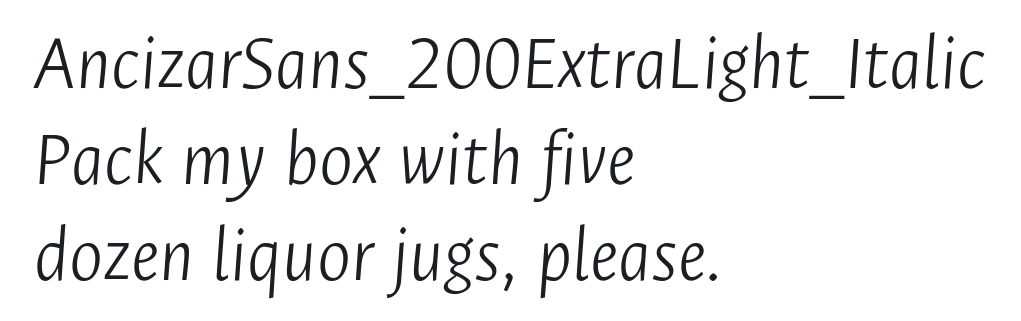 AncizarSans_200ExtraLight_Italic
Pack my box with five
dozen liquor jugs, please.